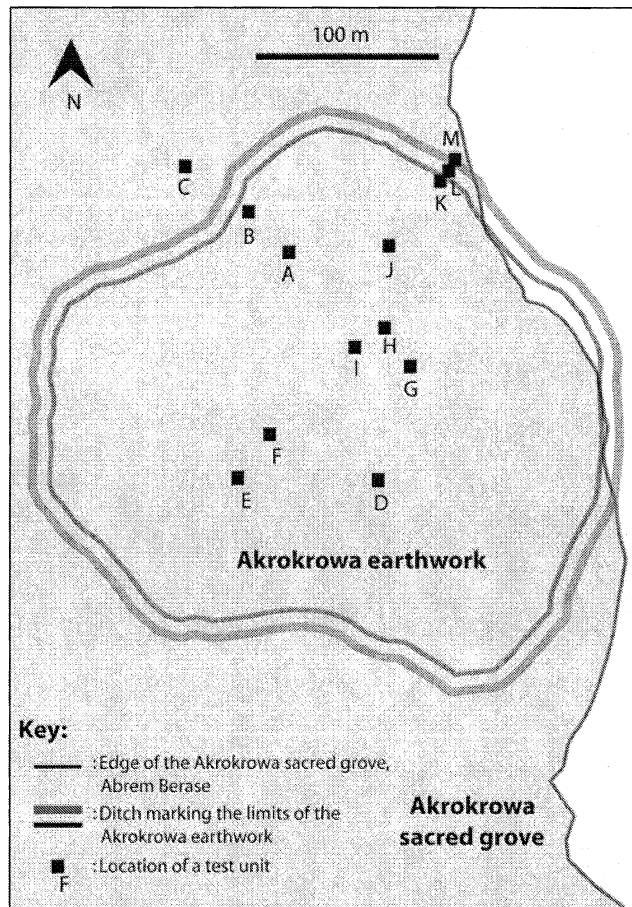 100 m
N
M
C
L
K
B
J
A
H
I
G
F
E
D
Akrokrowa earthwork
Key:
: Edge of the Akrokrowa sacred grove,
Abrem Berase
: Ditch marking the limits of the
Akrokrowa earthwork
: Location of a test unit
F
Akrokrowa
sacred grove